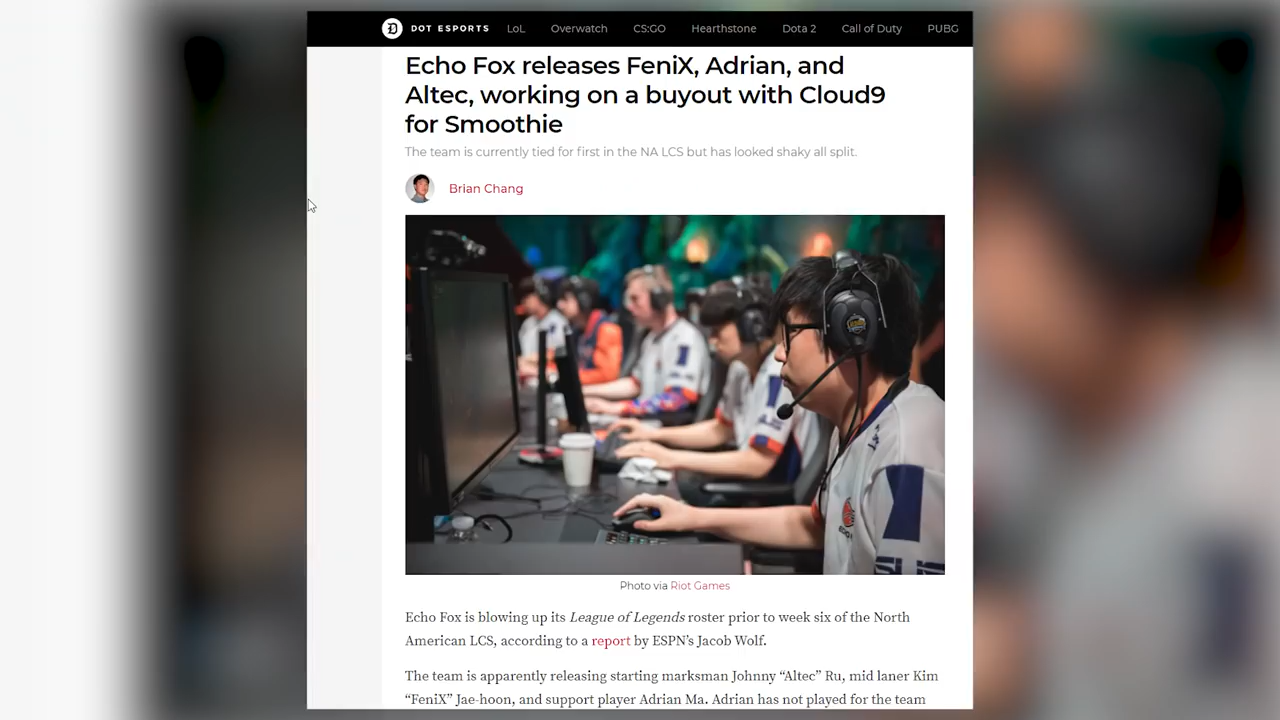 DOT ESPORTS LoL Overwatch CS:GO Hearthstone Dota 2 Call of Duty PUBG
Echo Fox releases FeniX, Adrian, and
Altec, working on a buyout with Cloud9
for Smoothie
The team is currently tied for first in the NA LCS but has looked shaky all split.
Brian Chang
Photo via Riot Games
Echo Fox is blowing up its League of Legends roster prior to week six of the North
American LCS, according to a report by ESPN’s Jacob Wolf.
The team is apparently releasing starting marksman Johnny “Altec” Ru, mid laner Kim
“FeniX” Jae-hoon, and support player Adrian Ma. Adrian has not played for the team